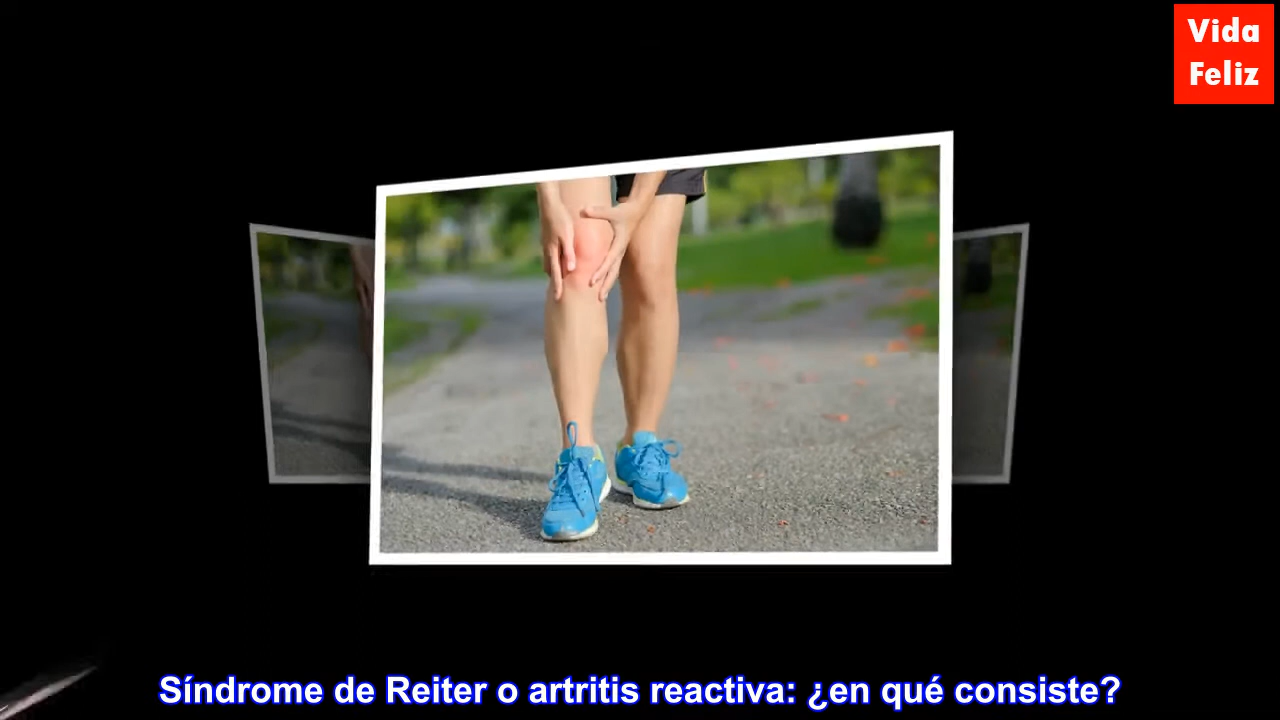 Vida
Feliz
Síndrome de Reiter o artritis reactiva: ¿en qué consiste?